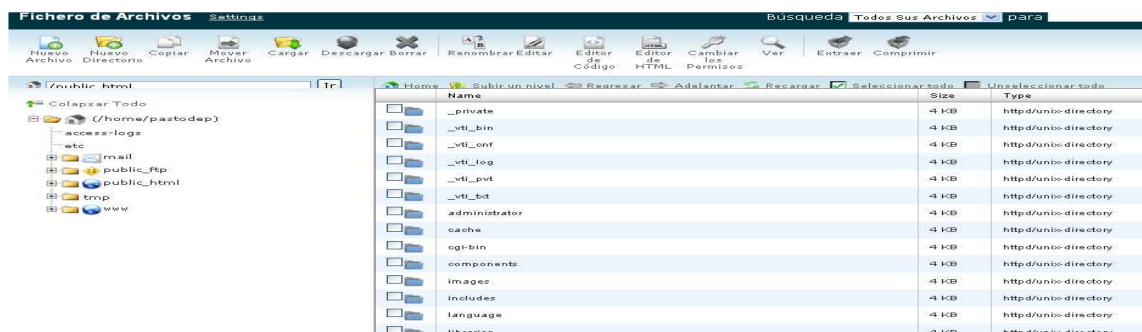 Fichero de Archivos Settings Búsqueda Todos Sus Archivos para
Nuevo Archivo Nuevo Directorio Copiar Mover Archivo Cargar Descargar Borrar Renombrar Editar Editor de Código Editor de HTML Cambiar los Permisos Ver Extraer Comprimir
/public_html Ir Home Subir un nivel Regresar Adelantar Recargar Seleccionar todo Unseleccionar todo
Colapsar Todo
(/home/pastodep)
access-logs
etc
mail
public_ftp
public_html
tmp
www
Name Size Type
_private 4 KB httpd/unix-directory
_vti_bin 4 KB httpd/unix-directory
_vti_cnf 4 KB httpd/unix-directory
_vti_log 4 KB httpd/unix-directory
_vti_pvt 4 KB httpd/unix-directory
_vti_txt 4 KB httpd/unix-directory
administrator 4 KB httpd/unix-directory
cache 4 KB httpd/unix-directory
cgi-bin 4 KB httpd/unix-directory
components 4 KB httpd/unix-directory
images 4 KB httpd/unix-directory
includes 4 KB httpd/unix-directory
language 4 KB httpd/unix-directory